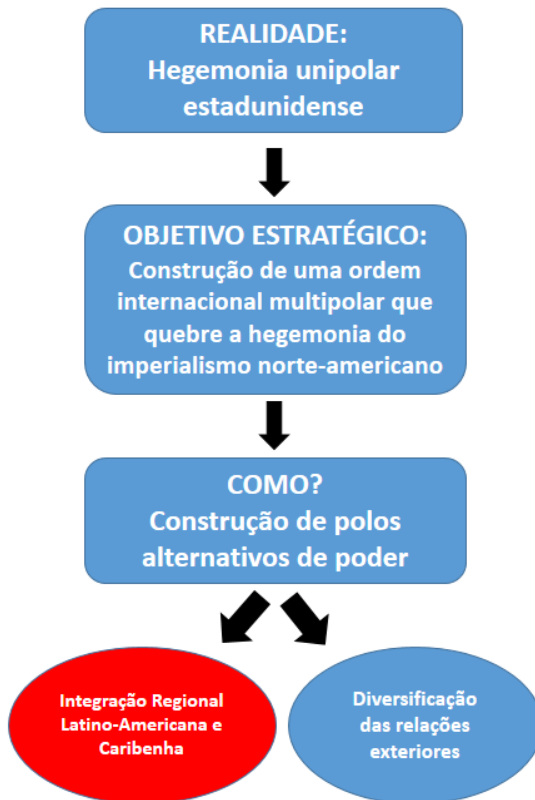 REALIDADE:
Hegemonia unipolar
estadunidense
OBJETIVO ESTRATÉGICO:
Construção de uma ordem
internacional multipolar que
quebre a hegemonia do
imperialismo norte-americano
COMO?
Construção de polos
alternativos de poder
Integração Regional
Latino-Americana e
Caribenha
Diversificação
das relações
exteriores